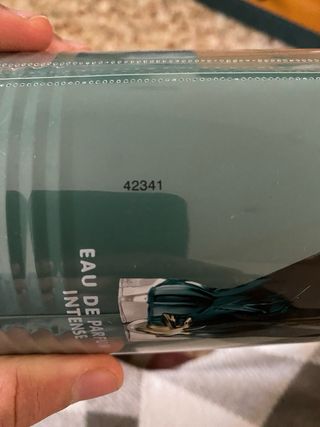 42341
EAU DE PARFUM
INTENSE